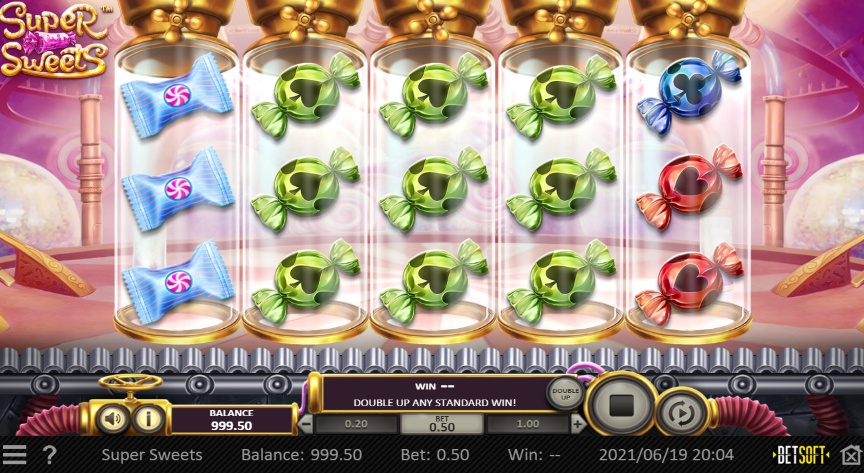 Super™
Sweets
WIN --
DOUBLE UP ANY STANDARD WIN!
DOUBLE
UP
BALANCE
999.50
- 0.20
BET
0.50
1.00 +
Super Sweets Balance: 999.50 Bet: 0.50 Win: -- 2021/06/19 20:04 BETSOFT